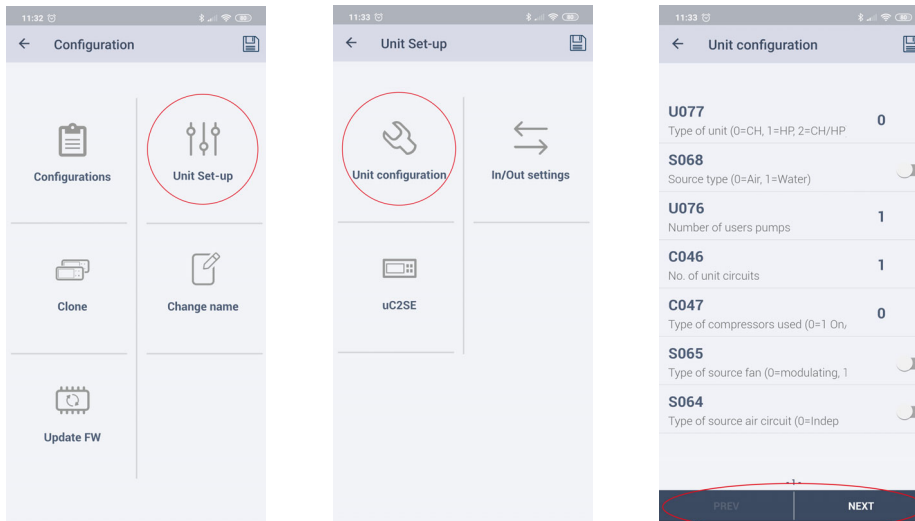 11:32
80
Configuration
Configurations
Unit Set-up
Clone
Change name
Update FW
11:33
80
Unit Set-up
Unit configuration
In/Out settings
uC2SE
11:33
80
Unit configuration
U077
Type of unit (0=CH, 1=HP, 2=CH/HP
0
S068
Source type (0=Air, 1=Water)
U076
Number of users pumps
1
C046
No. of unit circuits
1
C047
Type of compressors used (0=1 On/
0
S065
Type of source fan (0=modulating, 1
S064
Type of source air circuit (0=Indep
- 1 -
PREV
NEXT